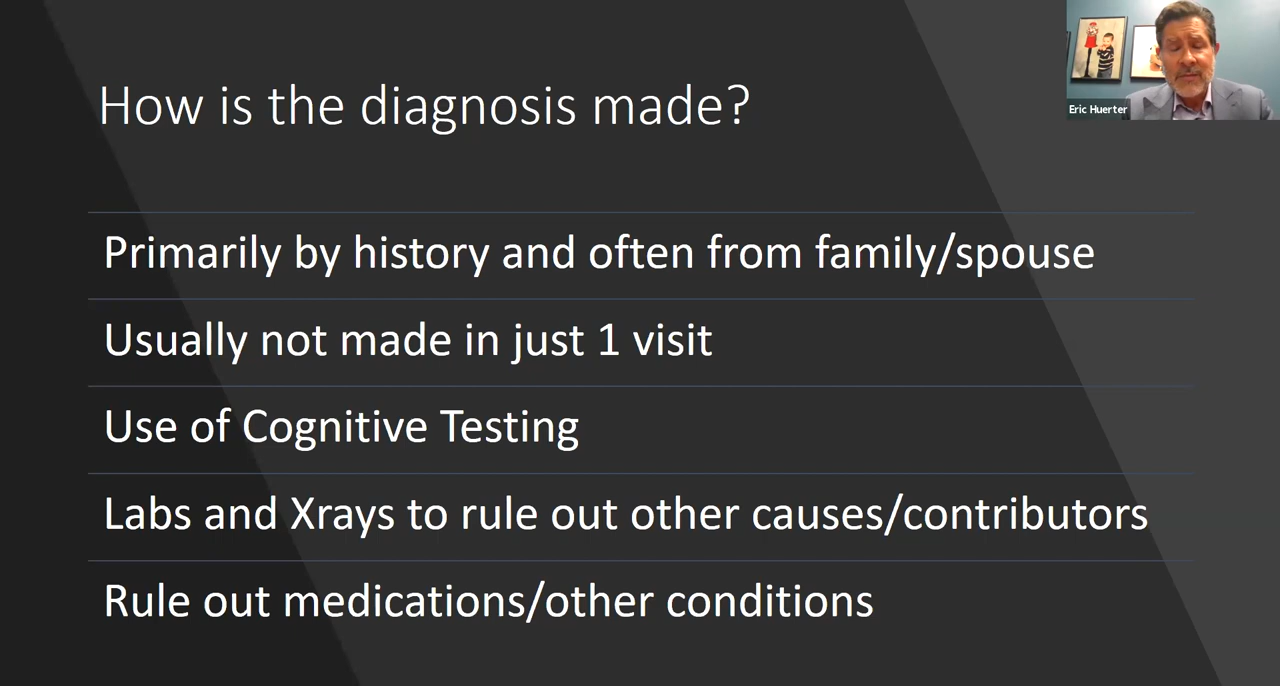 How is the diagnosis made?
Eric Huerter
Primarily by history and often from family/spouse
Usually not made in just 1 visit
Use of Cognitive Testing
Labs and Xrays to rule out other causes/contributors
Rule out medications/other conditions